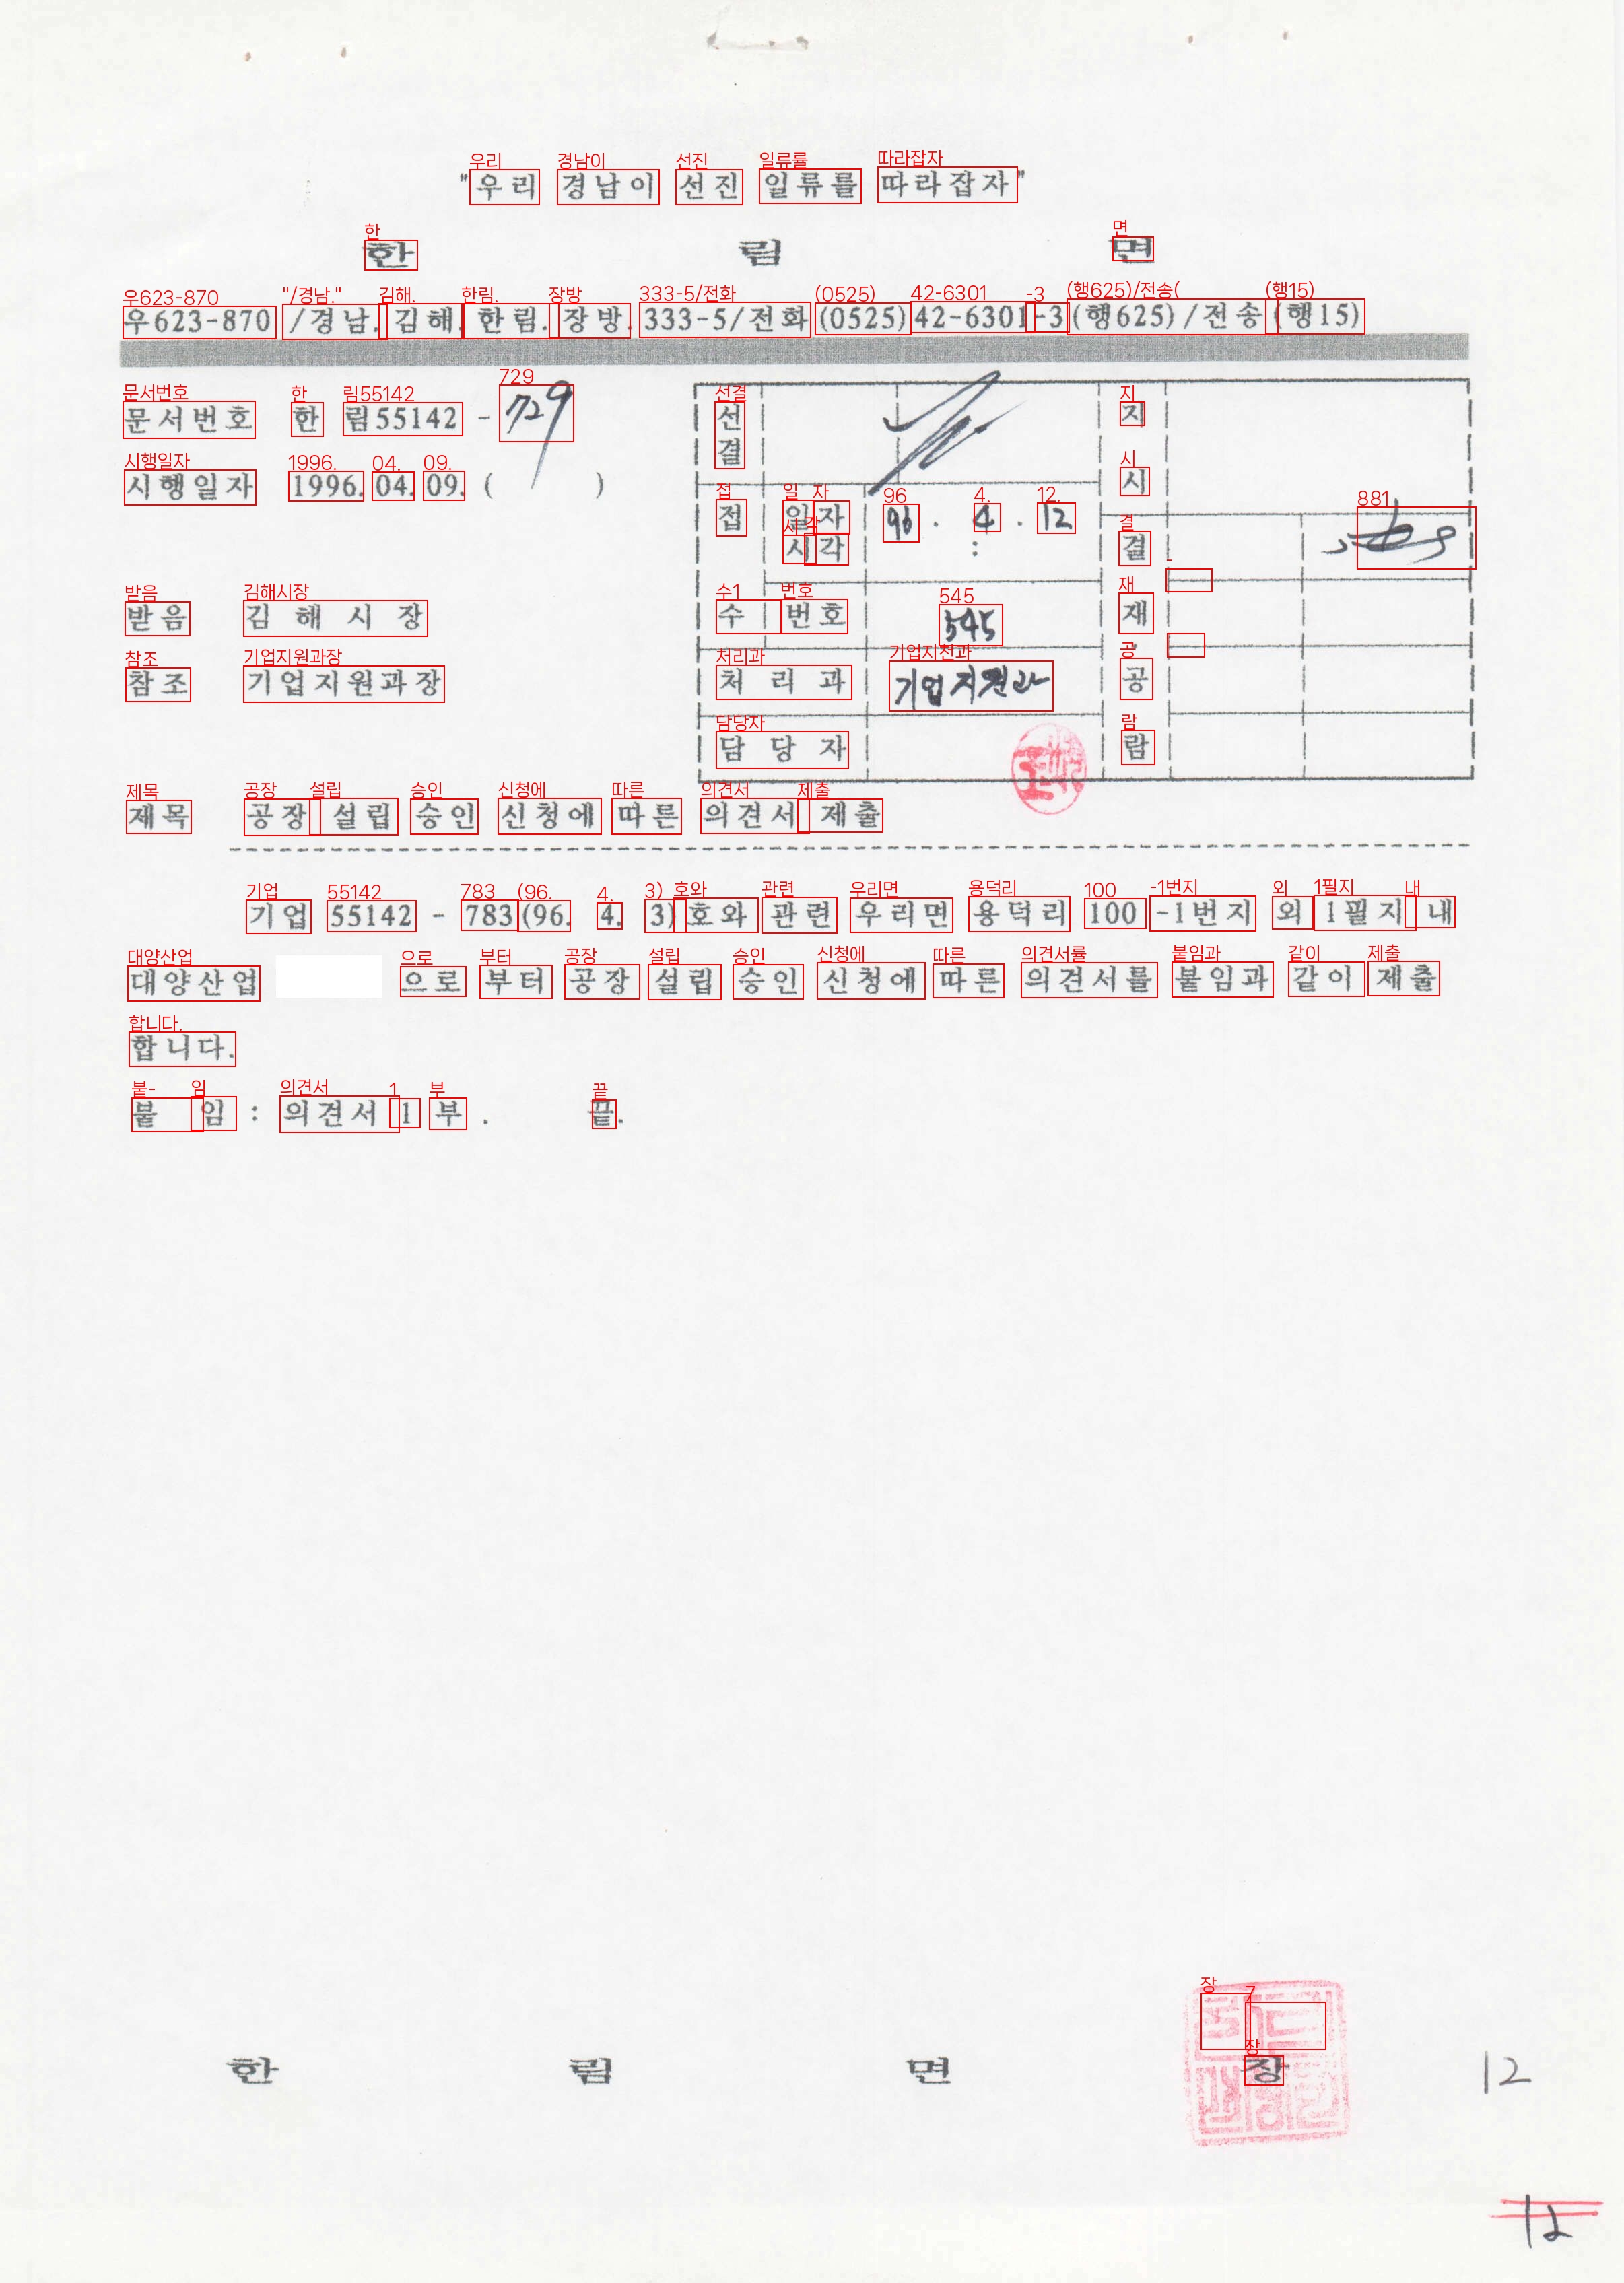 "우리 경남이 선진 일류를 따라잡자"
한 림 면
우623-870 /경남.김해.한림.장방.333-5/전화(0525)42-6301-3(행625)/전송(행15)
문서번호 한림55142 - 729
시행일자 1996.04.09. ( )
받음 김해시장
참조 기업지원과장
선결
접수
일자 96 . 4 . 12
시각 :
번호 545
처리과 기업지원과
담당자
지시
결재
공람
제목 공장 설립 승인 신청에 따른 의견서 제출
기업 55142 - 783(96. 4. 3)호와 관련 우리면 용덕리 100-1번지 외 1필지 내
대양산업 으로 부터 공장 설립 승인 신청에 따른 의견서를 붙임과 같이 제출
합니다.
붙 임 : 의견서 1 부 . 끝.
한 림 면 장
12
12